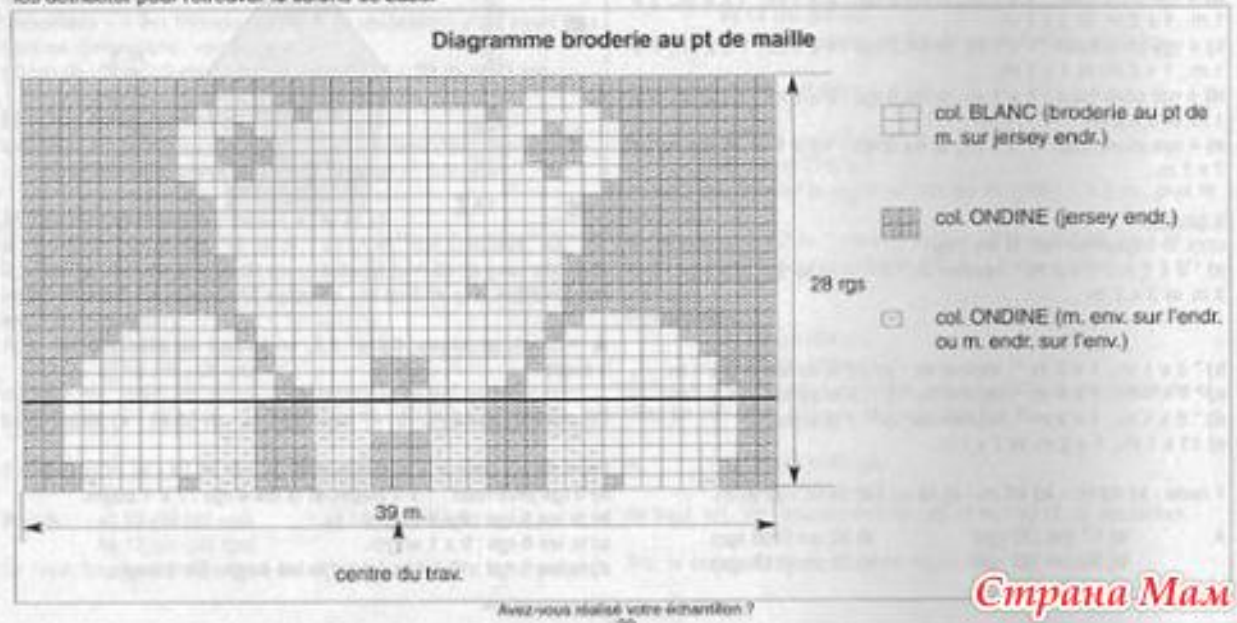 Diagramme broderie au pt de maille
col. BLANC (broderie au pt de
m. sur jersey endr.)
col. ONDINE (jersey endr.)
28 rgs
col. ONDINE (m. env. sur l'endr.
ou m. endr. sur l'env.)
39 m.
centre du trav.
Avez-vous réalisé votre échantillon ?
Страна Мам